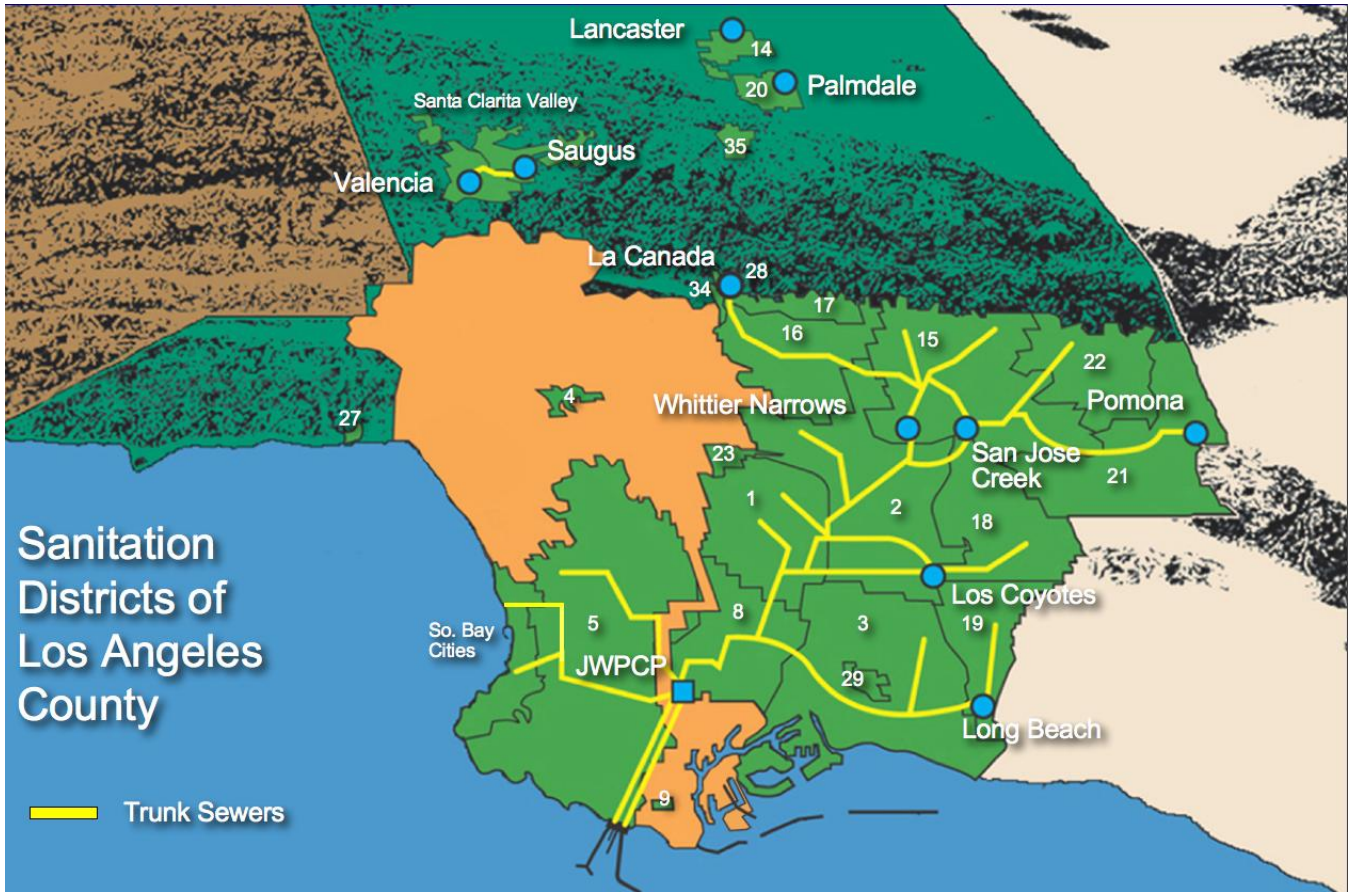 Lancaster
14
20
Palmdale
Santa Clarita Valley
35
Saugus
Valencia
La Canada
28
34
17
16
15
22
4
Whittier Narrows
Pomona
27
23
San Jose
Creek
21
1
2
18
Sanitation
Districts of
Los Angeles
County
Los Coyotes
So. Bay
Cities
5
8
3
19
JWPCP
29
Long Beach
9
Trunk Sewers